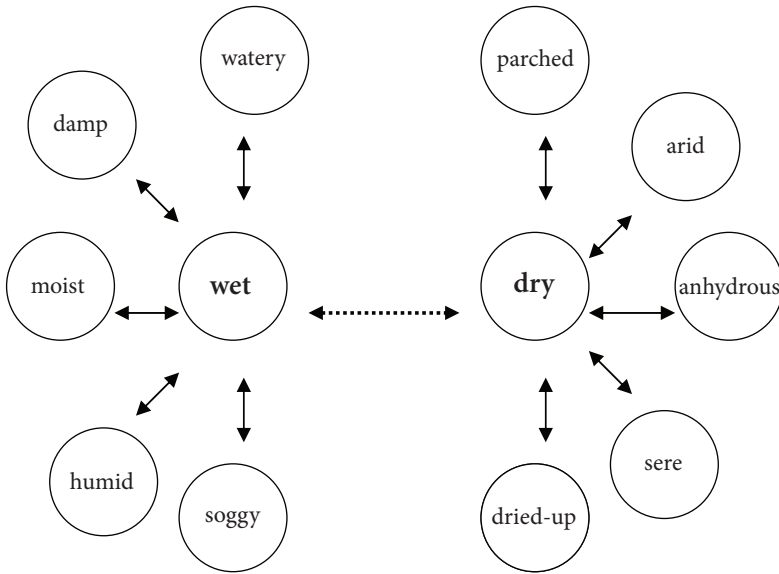 watery
parched
damp
arid
moist
wet
dry
anhydrous
humid
soggy
dried-up
sere